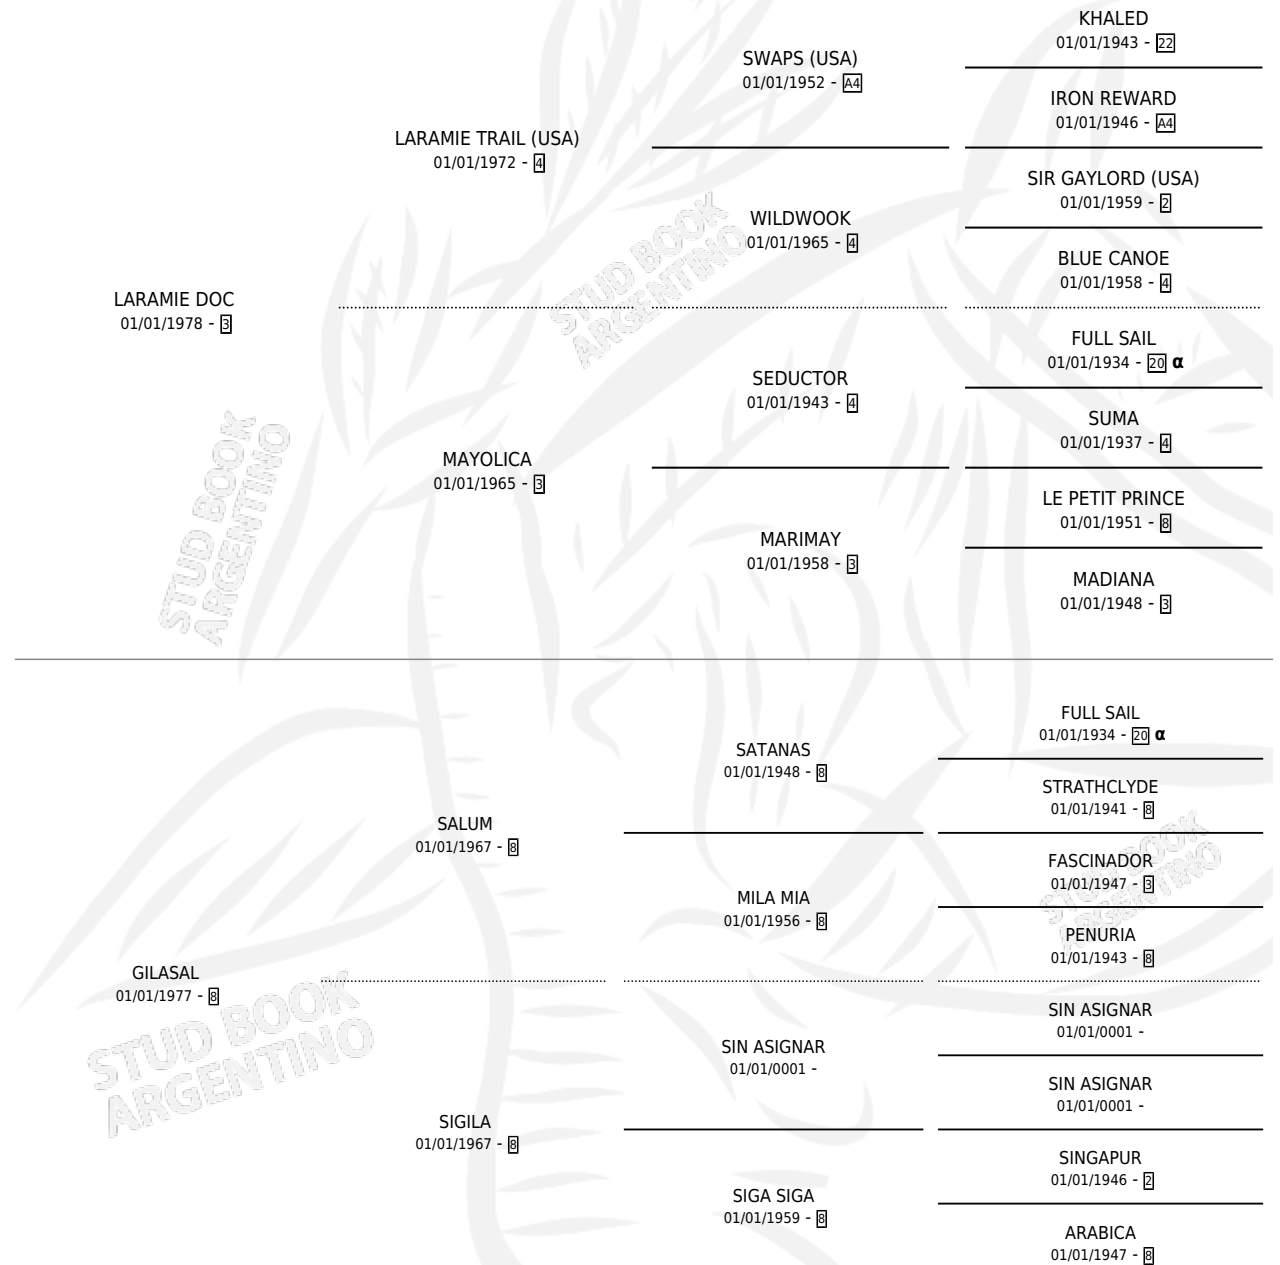 KHALED
01/01/1943 - 22
SWAPS (USA)
01/01/1952 - A4
IRON REWARD
01/01/1946 - A4
LARAMIE TRAIL (USA)
01/01/1972 - 4
SIR GAYLORD (USA)
01/01/1959 - 2
WILDWOOK
01/01/1965 - 4
BLUE CANOE
01/01/1958 - 4
LARAMIE DOC
01/01/1978 - 3
FULL SAIL
01/01/1934 - 20 α
SEDUCTOR
01/01/1943 - 4
SUMA
01/01/1937 - 4
MAYOLICA
01/01/1965 - 3
LE PETIT PRINCE
01/01/1951 - 8
MARIMAY
01/01/1958 - 3
MADIANA
01/01/1948 - 3
FULL SAIL
01/01/1934 - 20 α
SATANAS
01/01/1948 - 8
STRATHCLYDE
01/01/1941 - 8
SALUM
01/01/1967 - 8
FASCINADOR
01/01/1947 - 3
MILA MIA
01/01/1956 - 8
PENURIA
01/01/1943 - 8
GILASAL
01/01/1977 - 8
SIN ASIGNAR
01/01/0001 -
SIN ASIGNAR
01/01/0001 -
SIN ASIGNAR
01/01/0001 -
SIGILA
01/01/1967 - 8
SINGAPUR
01/01/1946 - 2
SIGA SIGA
01/01/1959 - 8
ARABICA
01/01/1947 - 8
STUD BOOK
ARGENTINO
STUD BOOK
ARGENTINO
STUD BOOK
ARGENTINO
STUD BOOK
ARGENTINO